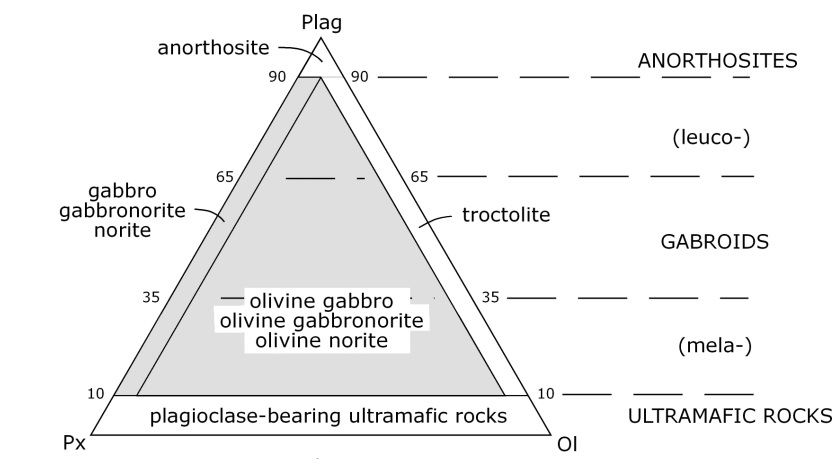 Plag
anorthosite
ANORTHOSITES
90
90
(leuco-)
65
65
gabbro
gabbronorite
norite
troctolite
GABROIDS
35
35
olivine gabbro
olivine gabbronorite
olivine norite
(mela-)
10
10
plagioclase-bearing ultramafic rocks
ULTRAMAFIC ROCKS
Px
Ol